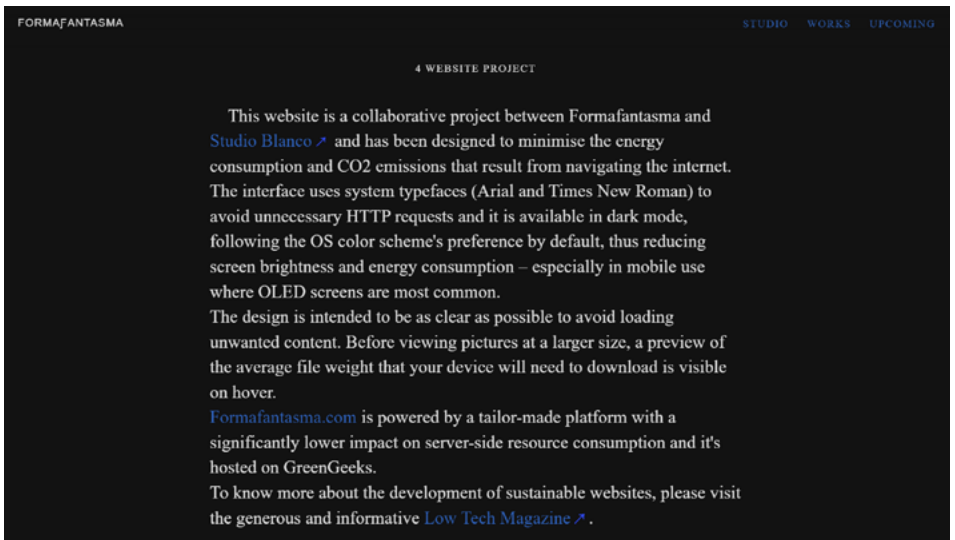 FORMAFANTASMA
STUDIO WORKS UPCOMING
4 WEBSITE PROJECT
This website is a collaborative project between Formafantasma and
Studio Blanco ↗ and has been designed to minimise the energy
consumption and CO2 emissions that result from navigating the internet.
The interface uses system typefaces (Arial and Times New Roman) to
avoid unnecessary HTTP requests and it is available in dark mode,
following the OS color scheme's preference by default, thus reducing
screen brightness and energy consumption – especially in mobile use
where OLED screens are most common.
The design is intended to be as clear as possible to avoid loading
unwanted content. Before viewing pictures at a larger size, a preview of
the average file weight that your device will need to download is visible
on hover.
Formafantasma.com is powered by a tailor-made platform with a
significantly lower impact on server-side resource consumption and it's
hosted on GreenGeeks.
To know more about the development of sustainable websites, please visit
the generous and informative Low Tech Magazine ↗ .